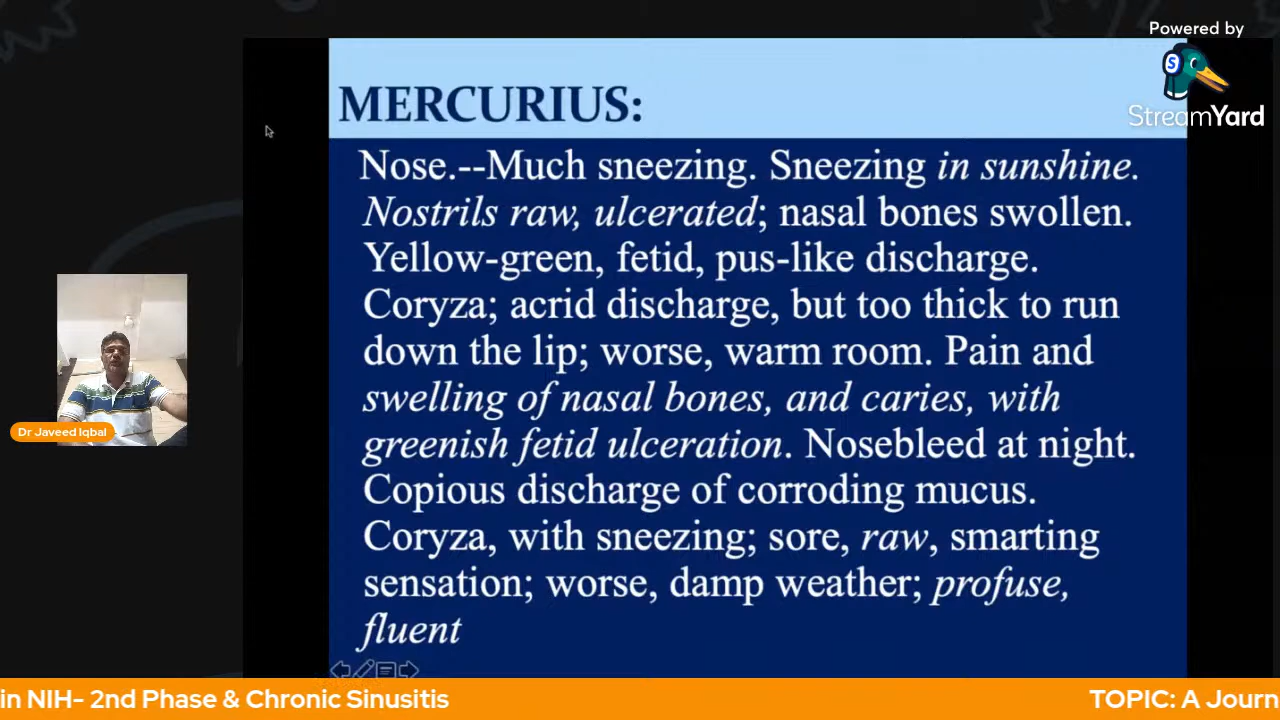 Powered by
StreamYard
MERCURIUS:
Nose.--Much sneezing. Sneezing in sunshine.
Nostrils raw, ulcerated; nasal bones swollen.
Yellow-green, fetid, pus-like discharge.
Coryza; acrid discharge, but too thick to run
down the lip; worse, warm room. Pain and
swelling of nasal bones, and caries, with
greenish fetid ulceration. Nosebleed at night.
Copious discharge of corroding mucus.
Coryza, with sneezing; sore, raw, smarting
sensation; worse, damp weather; profuse,
fluent
Dr Javeed Iqbal
in NIH- 2nd Phase & Chronic Sinusitis
TOPIC: A Journ